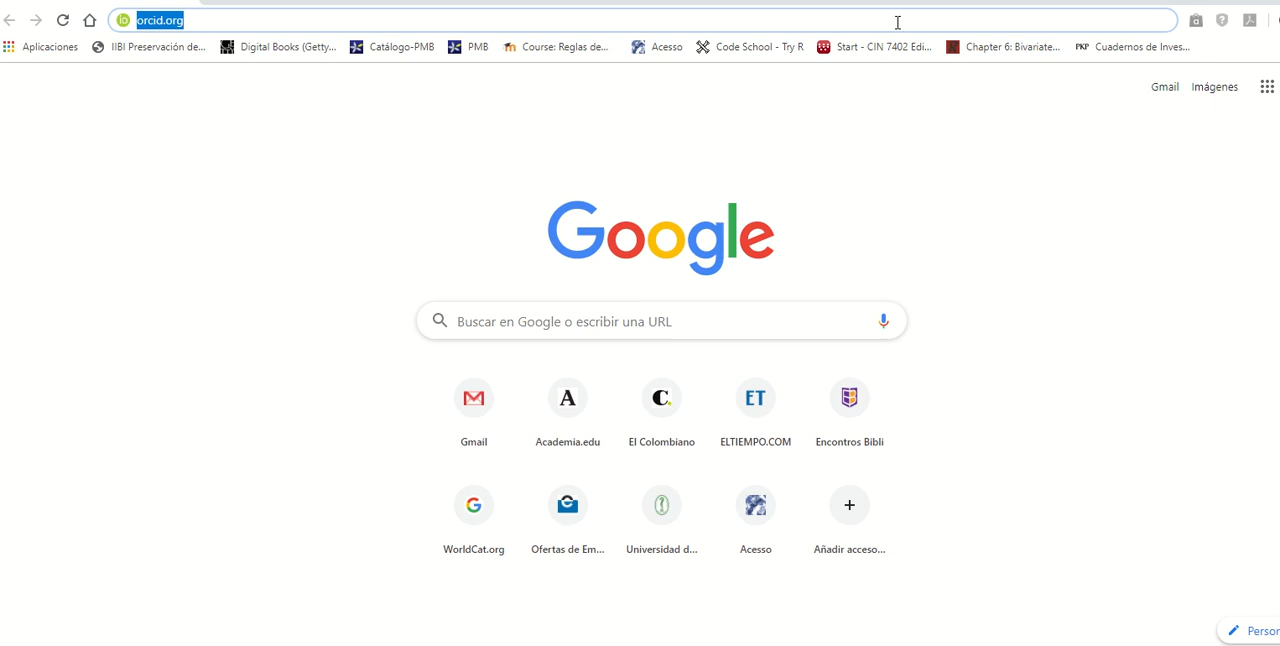 orcid.org
Aplicaciones IIBI Preservación de... Digital Books (Getty... Catálogo-PMB PMB Course: Reglas de... Acesso Code School - Try R Start - CIN 7402 Edi... Chapter 6: Bivariate... PKP Cuadernos de Inves...
Gmail Imágenes
Google
Buscar en Google o escribir una URL
A C. ET
Gmail Academia.edu El Colombiano ELTIEMPO.COM Encontros Bibli
G
WorldCat.org Ofertas de Em... Universidad d... Acesso Añadir acceso...
Person